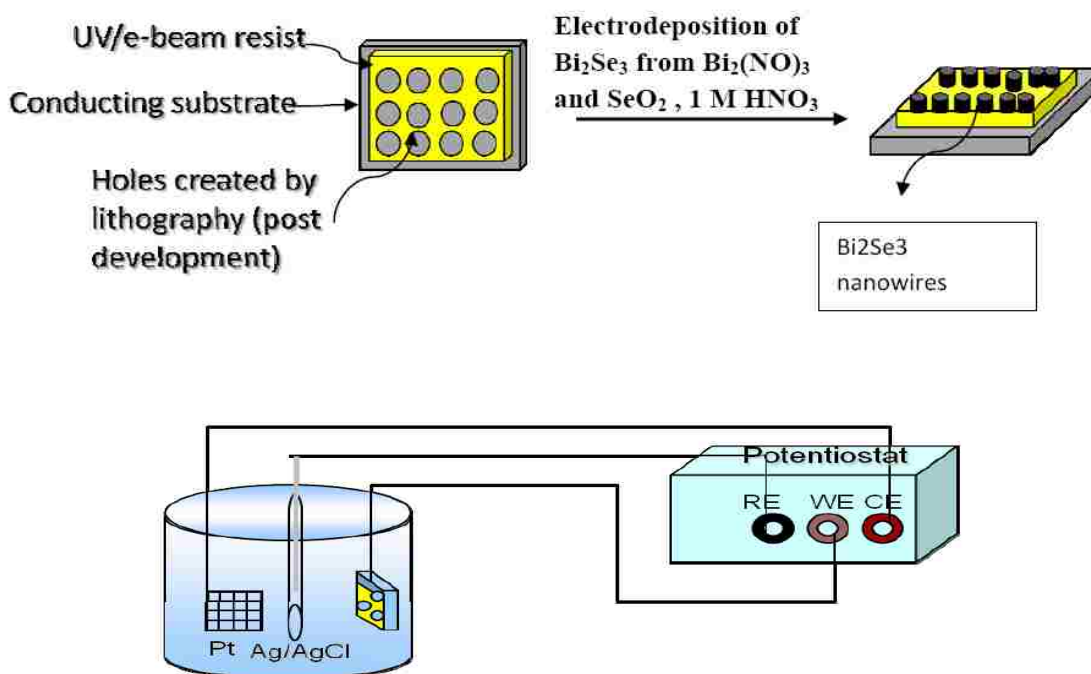 UV/e-beam resist
Conducting substrate
Holes created by
lithography (post
development)
Electrodeposition of
Bi₂Se₃ from Bi₂(NO)₃
and SeO₂ , 1 M HNO₃
Bi2Se3
nanowires
Potentiostat
RE WE CE
Pt Ag/AgCl